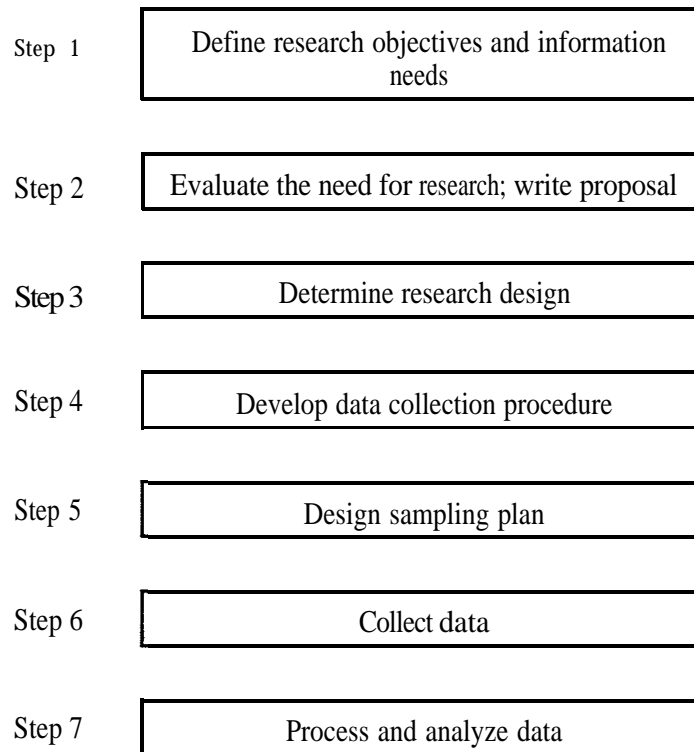 Step 1
Define research objectives and information
needs
Step 2
Evaluate the need for research; write proposal
Step 3
Determine research design
Step 4
Develop data collection procedure
Step 5
Design sampling plan
Step 6
Collect data
Step 7
Process and analyze data